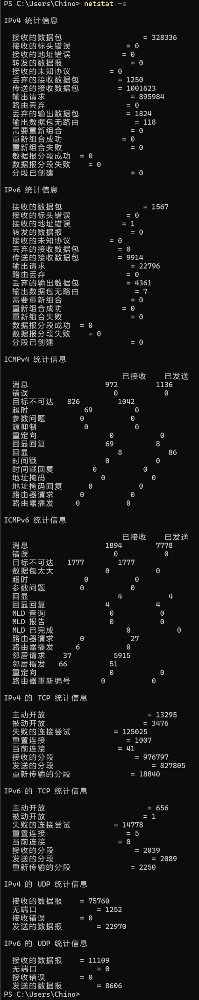 PS C:\Users\Chino> netstat -s
IPv4 统计信息
接收的数据包 = 328336
接收的标头错误 = 0
接收的地址错误 = 0
转发的数据报 = 0
接收的未知协议 = 0
丢弃的接收数据包 = 1250
传送的接收数据包 = 1001623
输出请求 = 895984
路由丢弃 = 0
丢弃的输出数据包 = 1824
输出数据包无路由 = 118
需要重新组合 = 0
重新组合成功 = 0
重新组合失败 = 0
数据报分段成功 = 0
数据报分段失败 = 0
分段已创建 = 0
IPv6 统计信息
接收的数据包 = 1567
接收的标头错误 = 0
接收的地址错误 = 1
转发的数据报 = 0
接收的未知协议 = 0
丢弃的接收数据包 = 0
传送的接收数据包 = 9914
输出请求 = 22796
路由丢弃 = 0
丢弃的输出数据包 = 4361
输出数据包无路由 = 7
需要重新组合 = 0
重新组合成功 = 0
重新组合失败 = 0
数据报分段成功 = 0
数据报分段失败 = 0
分段已创建 = 0
ICMPv4 统计信息
已接收 已发送
消息 972 1136
错误 0 0
目标不可达 826 1042
超时 69 0
参数问题 0 0
源抑制 0 0
重定向 0 0
回显回复 69 8
回显 8 86
时间戳 0 0
时间戳回复 0 0
地址掩码 0 0
地址掩码回复 0 0
路由器请求 0 0
路由器播发 0 0
ICMPv6 统计信息
已接收 已发送
消息 1894 7778
错误 0 0
目标不可达 1777 1777
数据包太大 0 0
超时 0 0
参数问题 0 0
回显 4 4
回显回复 4 4
MLD 查询 0 0
MLD 报告 0 0
MLD 已完成 0 0
路由器请求 0 27
路由器播发 6 0
邻居请求 37 5915
邻居播发 66 51
重定向 0 0
路由器重新编号 0 0
IPv4 的 TCP 统计信息
主动开放 = 13295
被动开放 = 3476
失败的连接尝试 = 125025
重置连接 = 1007
当前连接 = 41
接收的分段 = 976797
发送的分段 = 827805
重新传输的分段 = 18840
IPv6 的 TCP 统计信息
主动开放 = 656
被动开放 = 1
失败的连接尝试 = 14778
重置连接 = 5
当前连接 = 0
接收的分段 = 2039
发送的分段 = 2089
重新传输的分段 = 2250
IPv4 的 UDP 统计信息
接收的数据报 = 75760
无端口 = 1252
接收错误 = 0
发送的数据报 = 22970
IPv6 的 UDP 统计信息
接收的数据报 = 11109
无端口 = 0
接收错误 = 0
发送的数据报 = 8606
PS C:\Users\Chino>